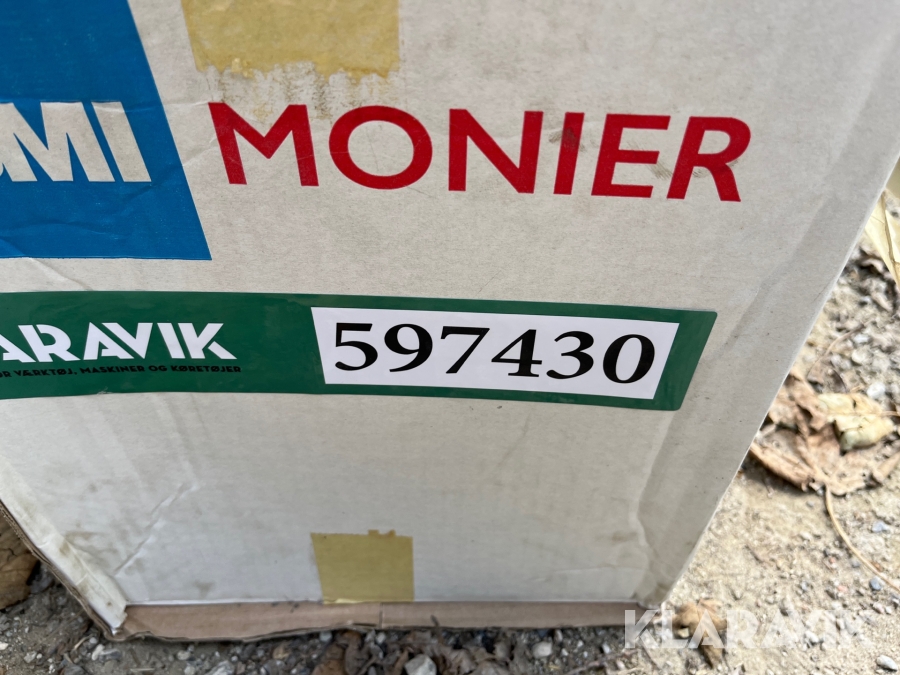 MI MONIER
ARAVIK 597430
VÆRKTØJ, MASKINER OG KØRETØJER
KLARAVIK